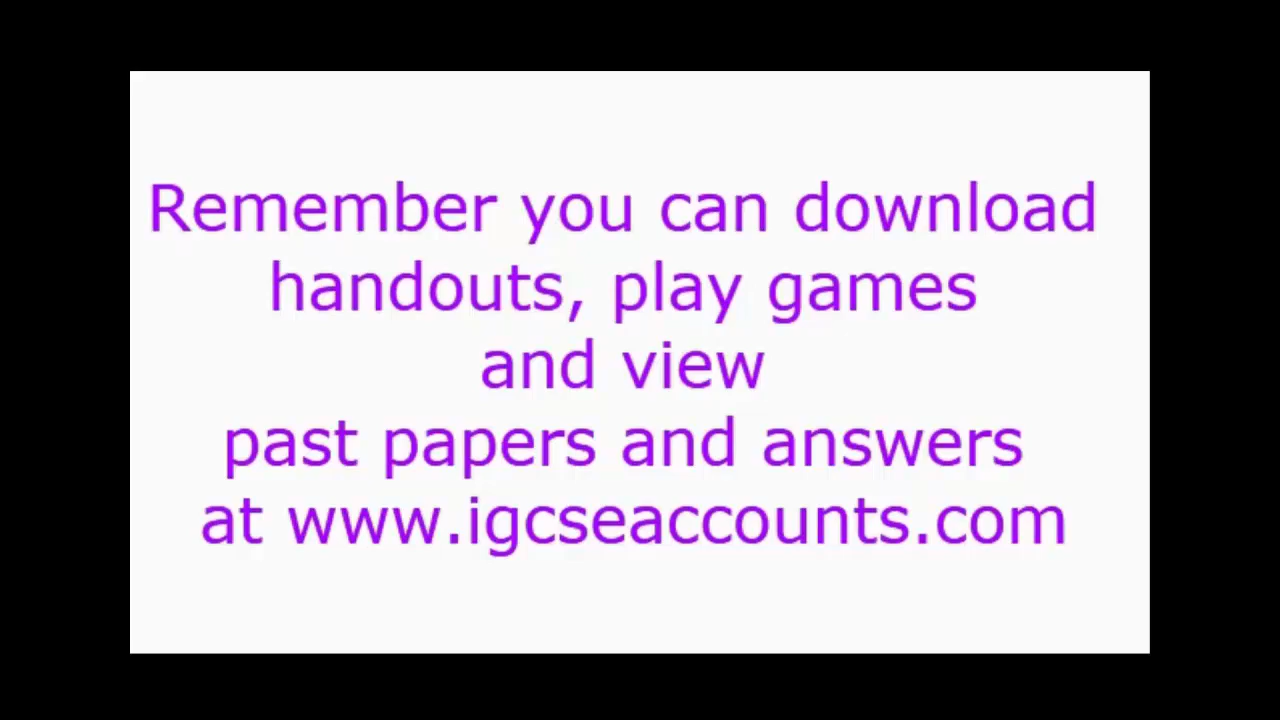 Remember you can download
handouts, play games
and view
past papers and answers
at www.igcseaccounts.com